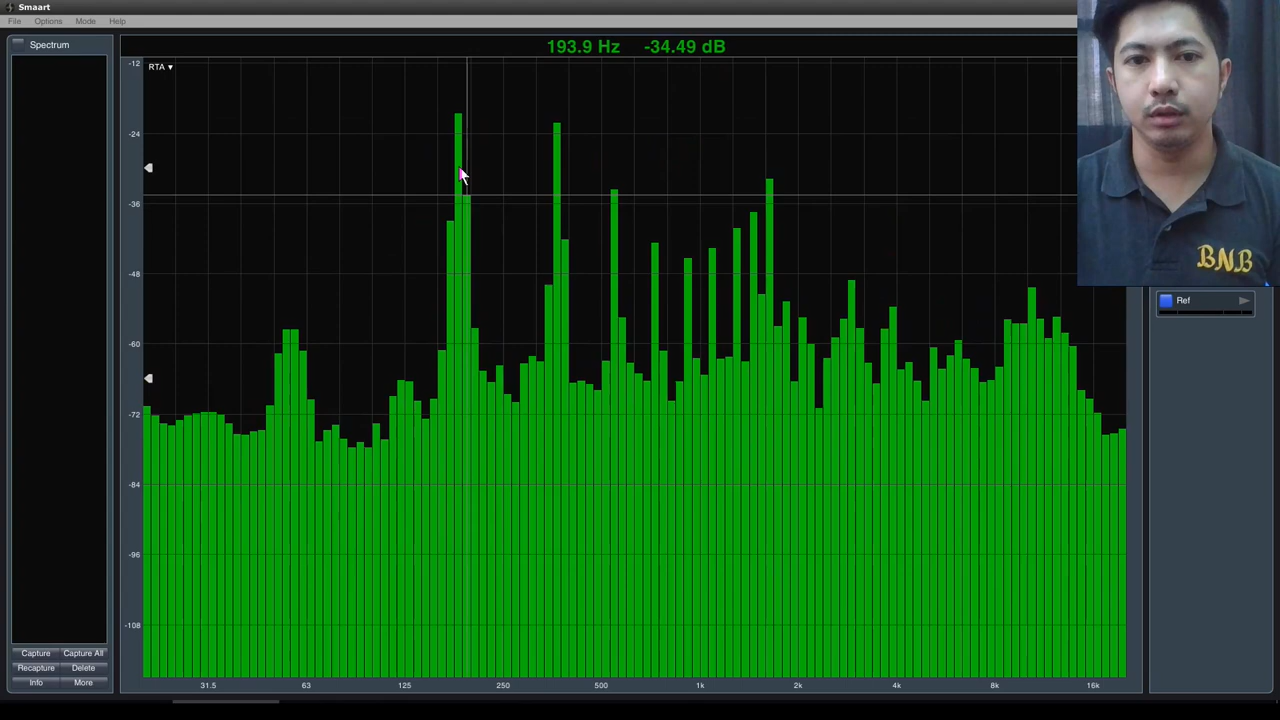 Smaart
File Options Mode Help
Spectrum
193.9 Hz -34.49 dB
RTA
-12
-24
-36
-48
-60
-72
-84
-96
-108
31.5 63 125 250 500 1k 2k 4k 8k 16k
Capture Capture All
Recapture Delete
Info More
BNB
Ref